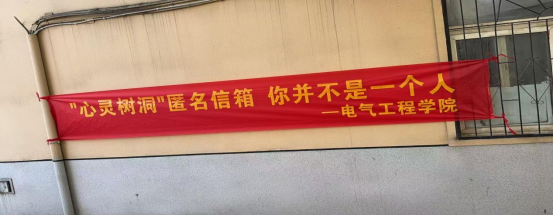 "心灵树洞"匿名信箱 你并不是一个人
—电气工程学院